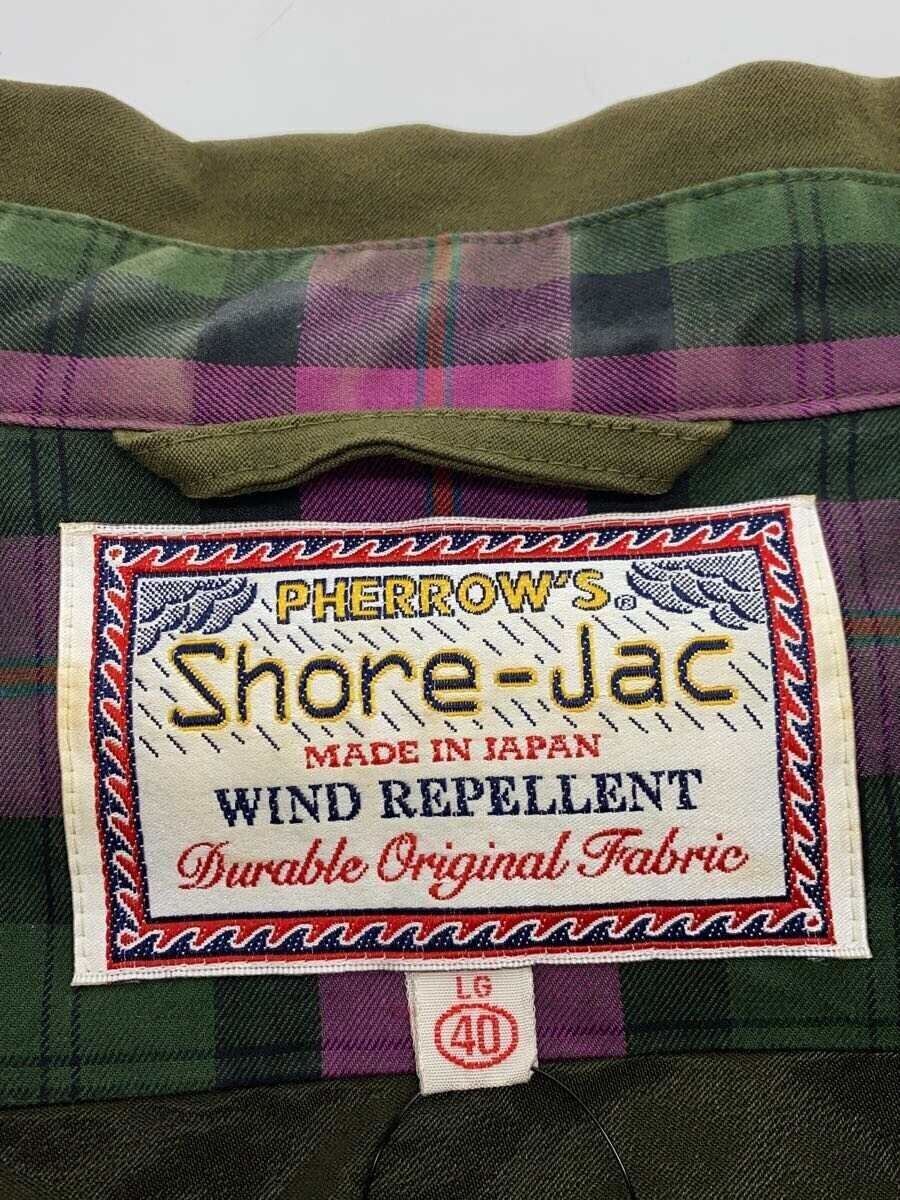 PHERROW'S®
Shore-Jac
MADE IN JAPAN
WIND REPELLENT
Durable Original Fabric
LG
40